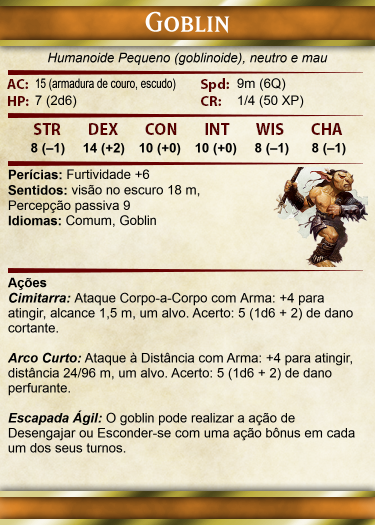 GOBLIN
Humanoide Pequeno (goblinoide), neutro e mau
AC: 15 (armadura de couro, escudo) Spd: 9m (6Q)
HP: 7 (2d6) CR: 1/4 (50 XP)
STR DEX CON INT WIS CHA
8 (–1) 14 (+2) 10 (+0) 10 (+0) 8 (–1) 8 (–1)
Perícias: Furtividade +6
Sentidos: visão no escuro 18 m,
Percepção passiva 9
Idiomas: Comum, Goblin
Ações
Cimitarra: Ataque Corpo-a-Corpo com Arma: +4 para
atingir, alcance 1,5 m, um alvo. Acerto: 5 (1d6 + 2) de dano
cortante.
Arco Curto: Ataque à Distância com Arma: +4 para atingir,
distância 24/96 m, um alvo. Acerto: 5 (1d6 + 2) de dano
perfurante.
Escapada Ágil: O goblin pode realizar a ação de
Desengajar ou Esconder-se com uma ação bônus em cada
um dos seus turnos.